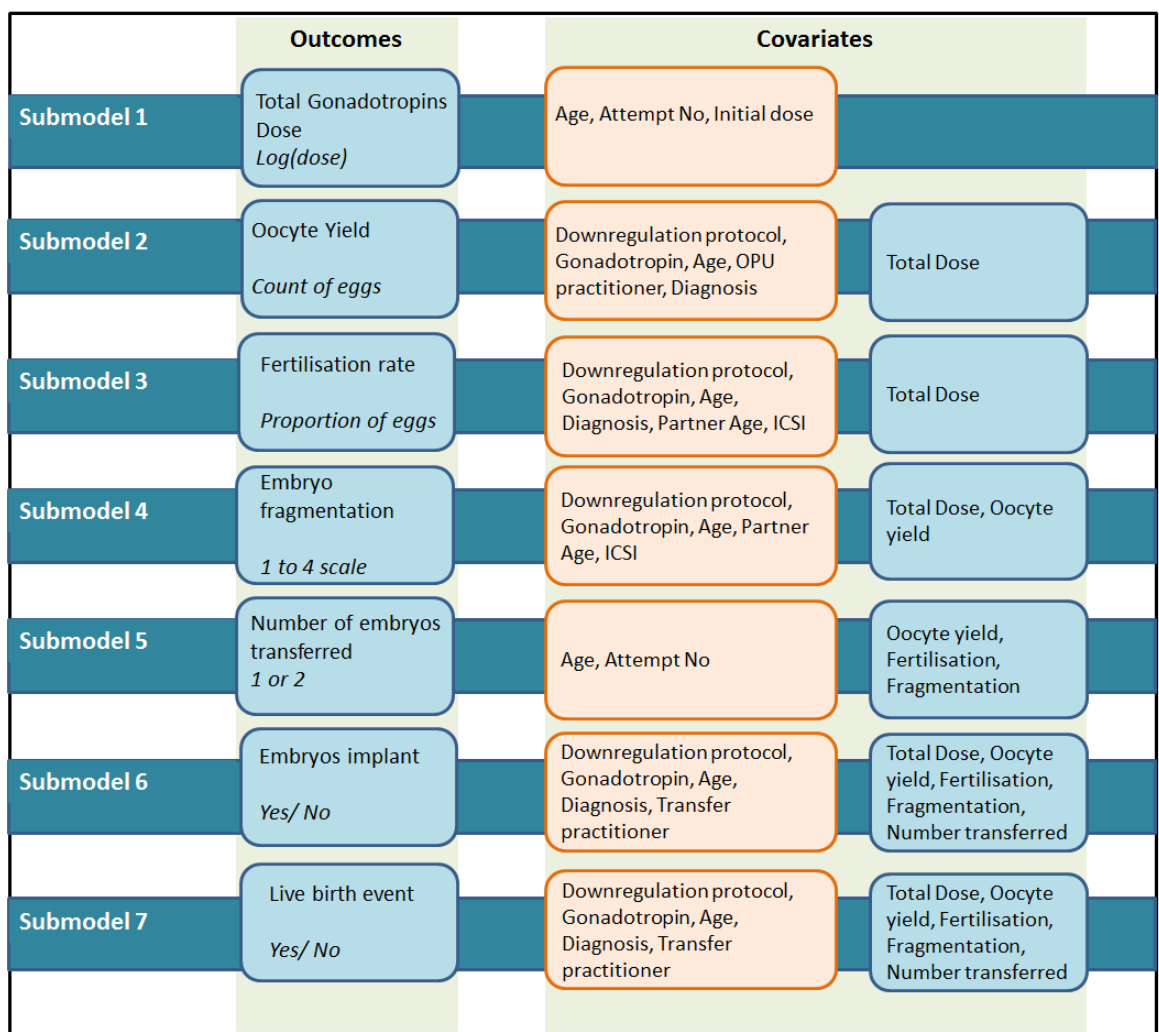 Outcomes
Covariates
Submodel 1
Total Gonadotropins
Dose
Log(dose)
Age, Attempt No, Initial dose
Submodel 2
Oocyte Yield
Count of eggs
Downregulation protocol,
Gonadotropin, Age, OPU
practitioner, Diagnosis
Total Dose
Submodel 3
Fertilisation rate
Proportion of eggs
Downregulation protocol,
Gonadotropin, Age,
Diagnosis, Partner Age, ICSI
Total Dose
Submodel 4
Embryo
fragmentation
1 to 4 scale
Downregulation protocol,
Gonadotropin, Age, Partner
Age, ICSI
Total Dose, Oocyte
yield
Submodel 5
Number of embryos
transferred
1 or 2
Age, Attempt No
Oocyte yield,
Fertilisation,
Fragmentation
Submodel 6
Embryos implant
Yes/ No
Downregulation protocol,
Gonadotropin, Age,
Diagnosis, Transfer
practitioner
Total Dose, Oocyte
yield, Fertilisation,
Fragmentation,
Number transferred
Submodel 7
Live birth event
Yes/ No
Downregulation protocol,
Gonadotropin, Age,
Diagnosis, Transfer
practitioner
Total Dose, Oocyte
yield, Fertilisation,
Fragmentation,
Number transferred